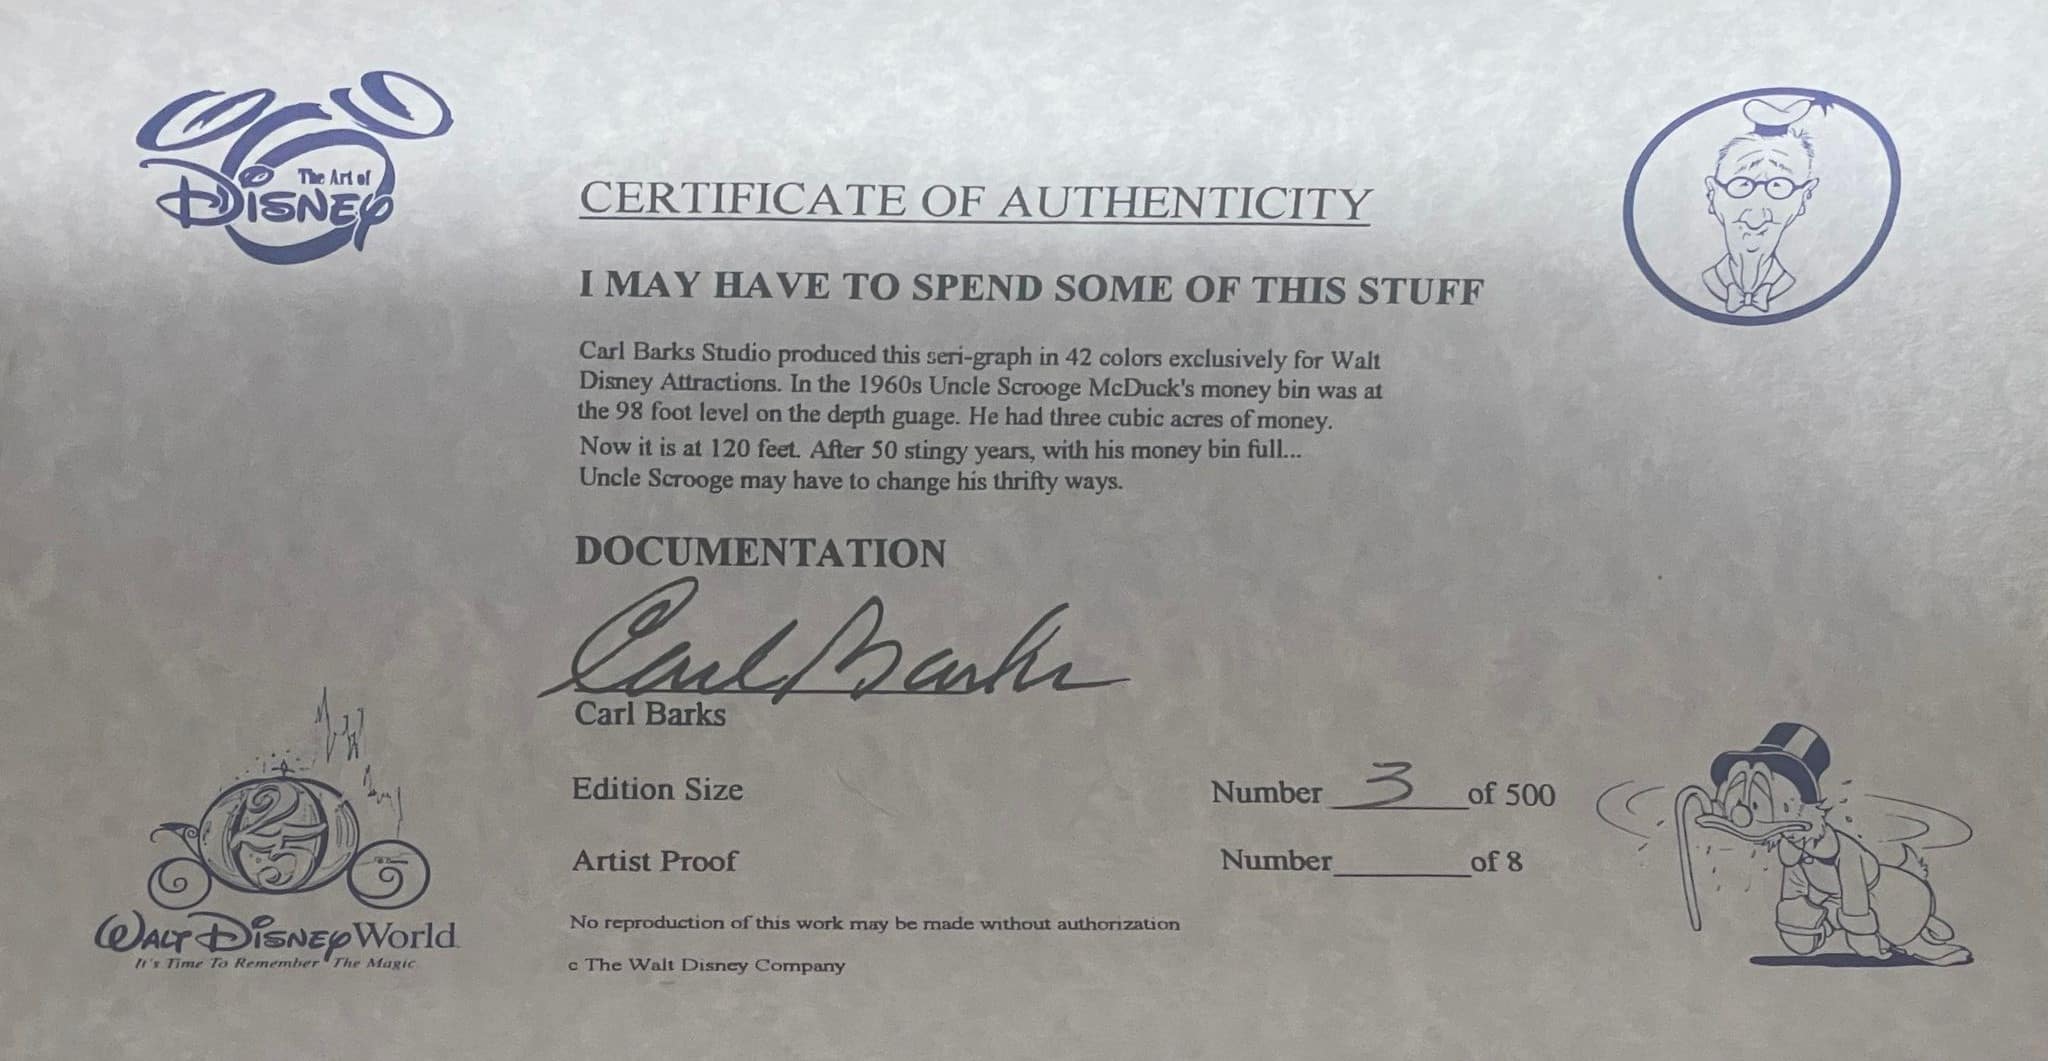 The Art of
DISNEY
CERTIFICATE OF AUTHENTICITY
I MAY HAVE TO SPEND SOME OF THIS STUFF
Carl Barks Studio produced this seri-graph in 42 colors exclusively for Walt
Disney Attractions. In the 1960s Uncle Scrooge McDuck's money bin was at
the 98 foot level on the depth guage. He had three cubic acres of money.
Now it is at 120 feet. After 50 stingy years, with his money bin full...
Uncle Scrooge may have to change his thrifty ways.
DOCUMENTATION
Carl Barks
Carl Barks
Edition Size Number 3 of 500
Artist Proof Number of 8
No reproduction of this work may be made without authorization
c The Walt Disney Company
25
WALT DISNEY World
It's Time To Remember The Magic